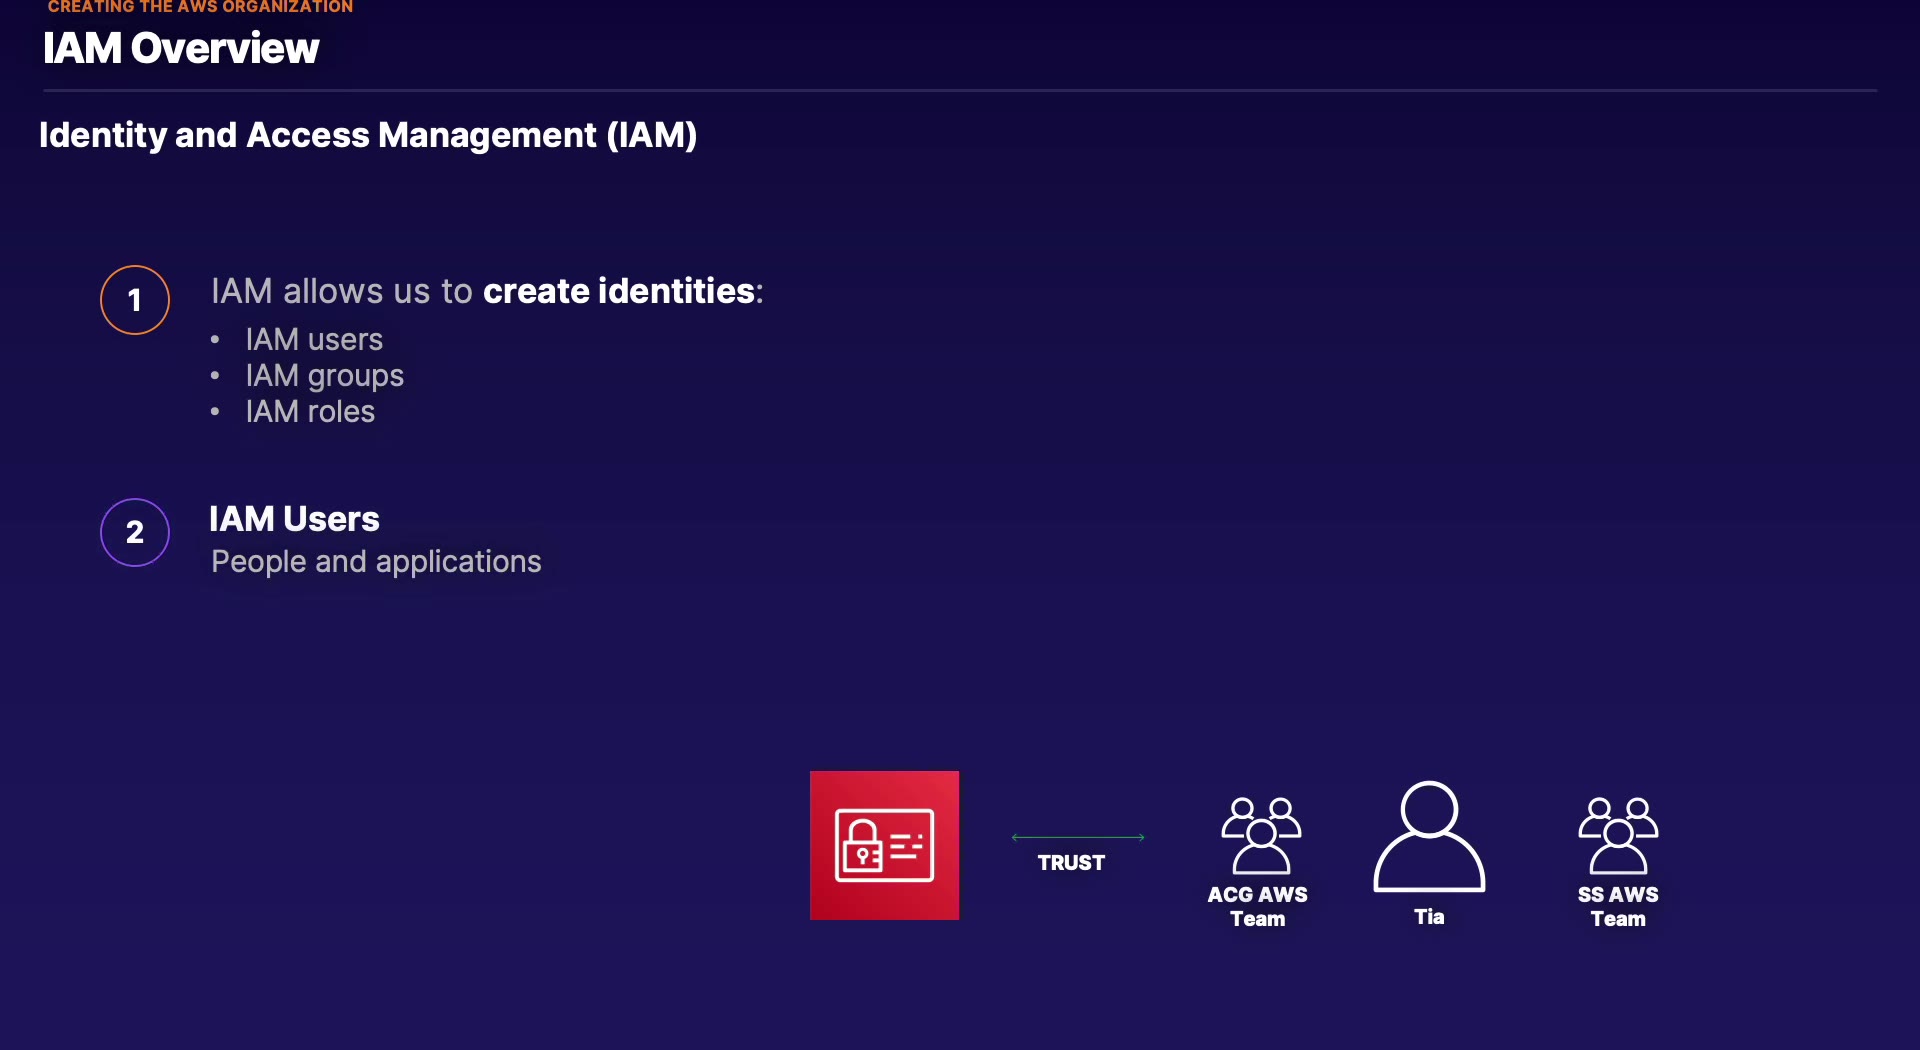 CREATING THE AWS ORGANIZATION
IAM Overview
Identity and Access Management (IAM)
1
IAM allows us to create identities:
• IAM users
• IAM groups
• IAM roles
2
IAM Users
People and applications
TRUST
ACG AWS
Team
Tia
SS AWS
Team